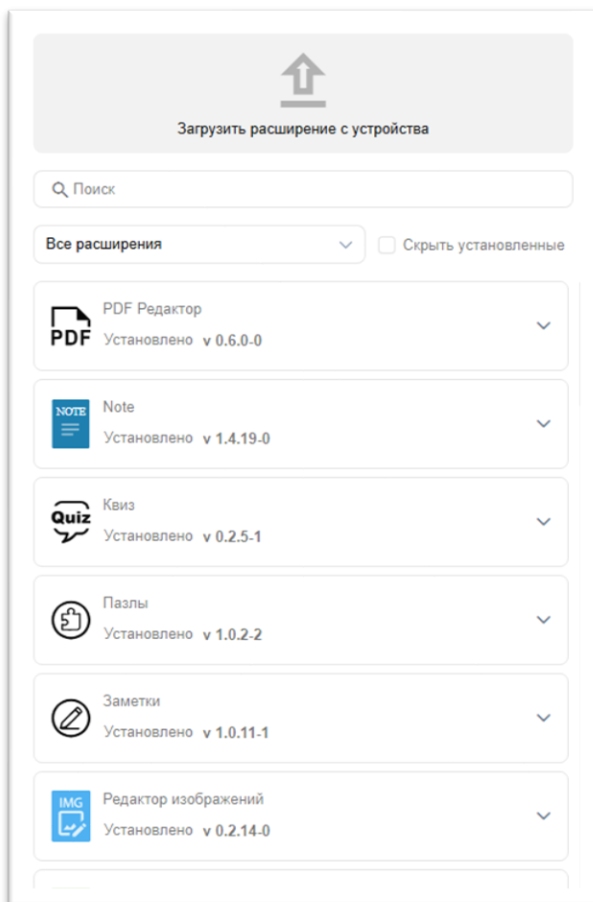 Загрузить расширение с устройства
Поиск
Все расширения
Скрыть установленные
PDF Редактор
PDF
Установлено v 0.6.0-0
Note
NOTE
Установлено v 1.4.19-0
Квиз
Quiz
Установлено v 0.2.5-1
Пазлы
Установлено v 1.0.2-2
Заметки
Установлено v 1.0.11-1
Редактор изображений
IMG
Установлено v 0.2.14-0